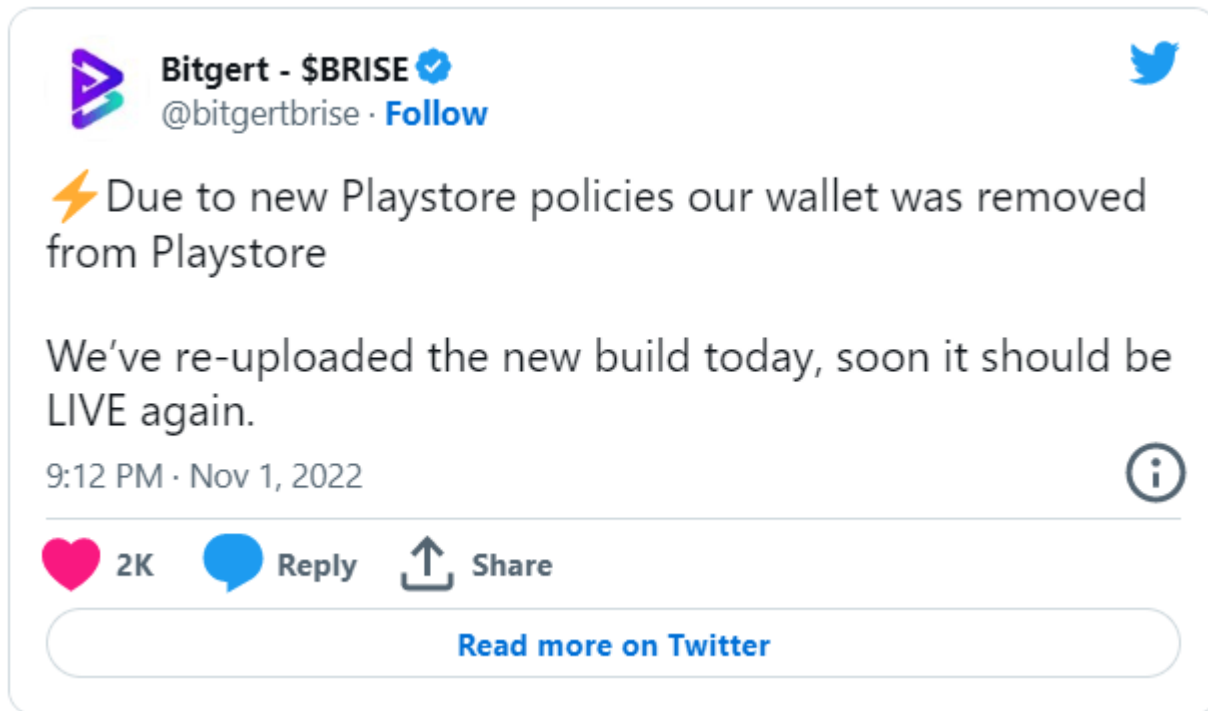 Bitgert - $BRISE
@bitgertbrise · Follow
⚡Due to new Playstore policies our wallet was removed
from Playstore
We’ve re-uploaded the new build today, soon it should be
LIVE again.
9:12 PM · Nov 1, 2022
2K Reply Share
Read more on Twitter